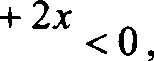 + 2x < 0,